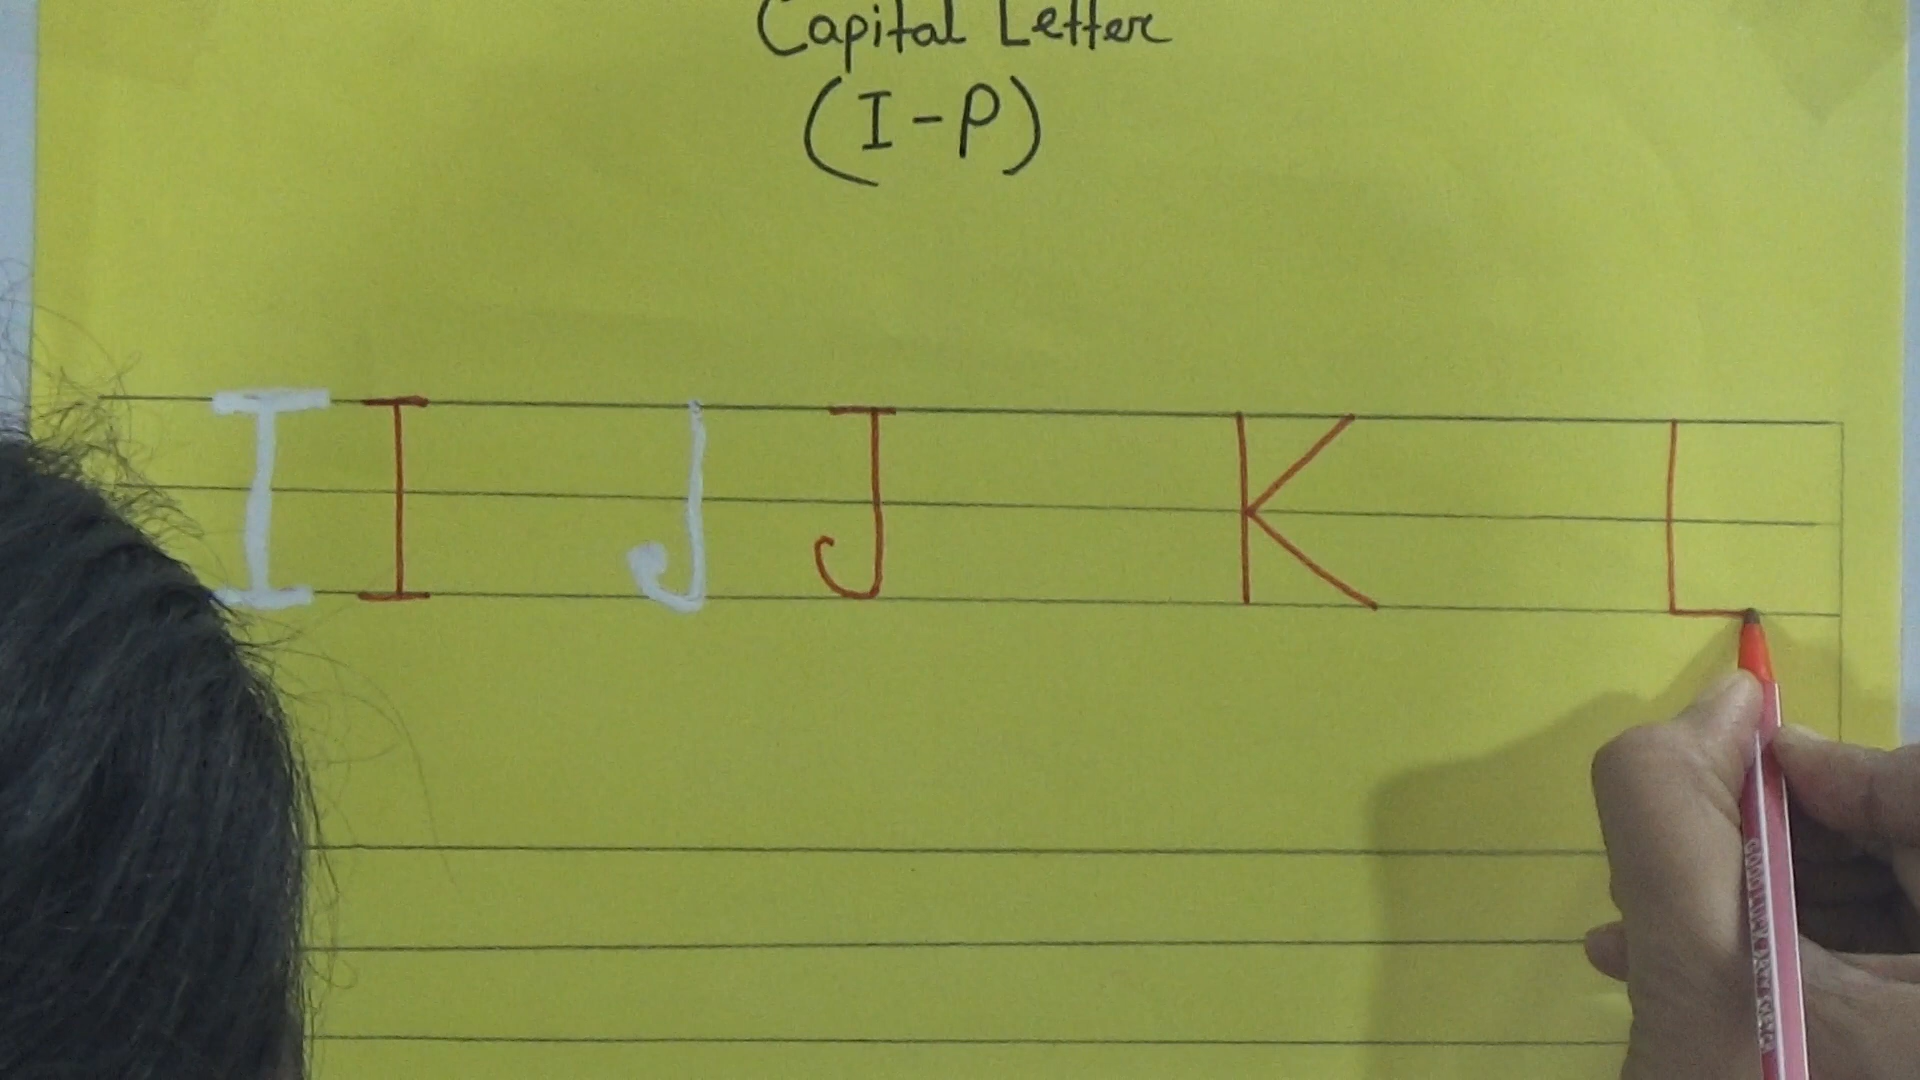 Capital Letter
(I-P)
I I J J K L